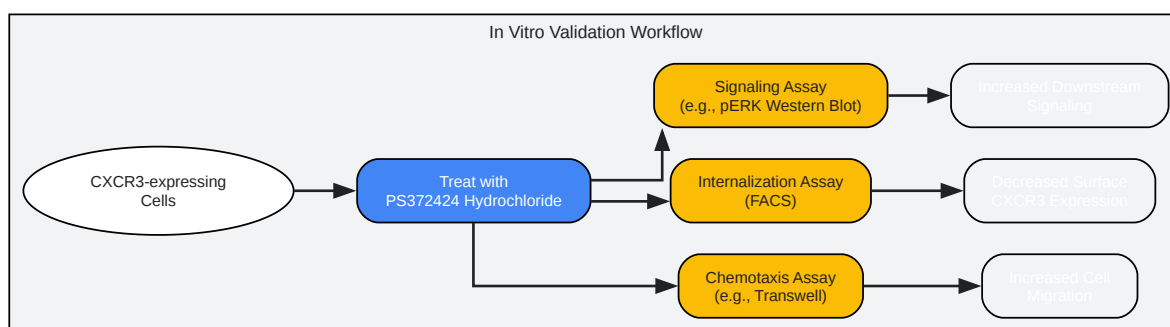 In Vitro Validation Workflow
CXCR3-expressing
Cells
Treat with
PS372424 Hydrochloride
Signaling Assay
(e.g., pERK Western Blot)
Increased Downstream
Signaling
Internalization Assay
(FACS)
Decreased Surface
CXCR3 Expression
Chemotaxis Assay
(e.g., Transwell)
Increased Cell
Migration